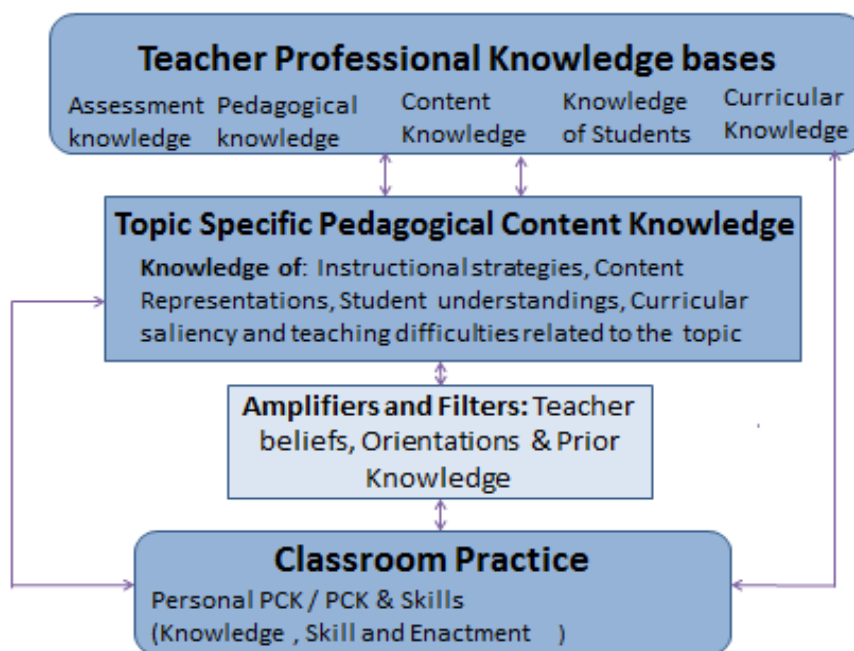 Teacher Professional Knowledge bases
Assessment knowledge
Pedagogical knowledge
Content Knowledge
Knowledge of Students
Curricular Knowledge
Topic Specific Pedagogical Content Knowledge
Knowledge of: Instructional strategies, Content
Representations, Student understandings, Curricular
saliency and teaching difficulties related to the topic
Amplifiers and Filters: Teacher
beliefs, Orientations & Prior
Knowledge
Classroom Practice
Personal PCK / PCK & Skills
(Knowledge , Skill and Enactment )